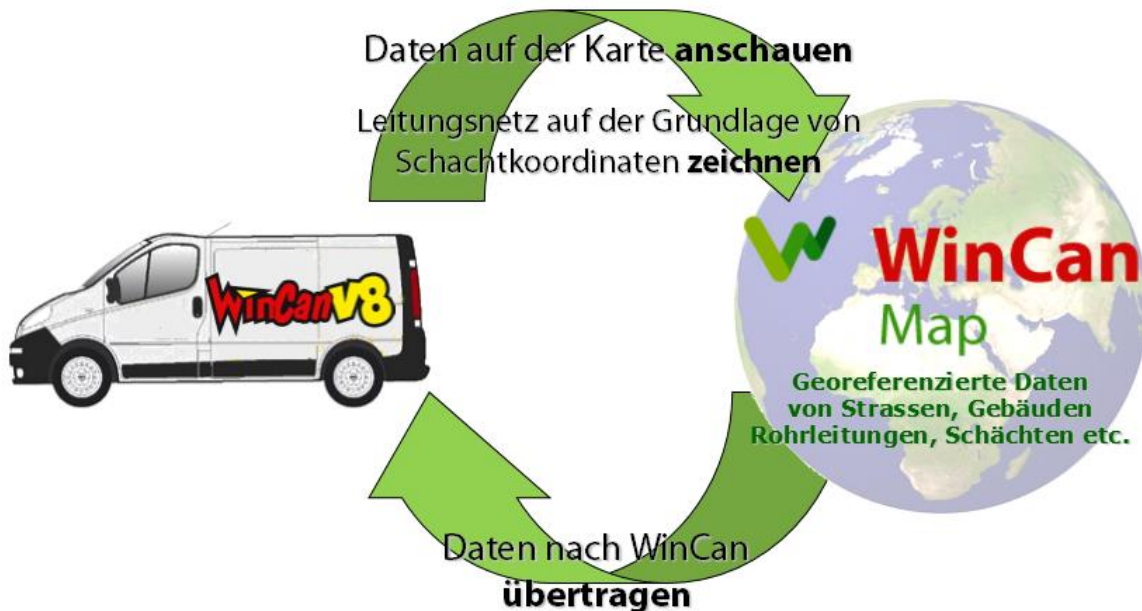 Daten auf der Karte anschauen
Leitungsnetz auf der Grundlage von
Schachtkoordinaten zeichnen
WinCanV8
WinCan
Map
Georeferenzierte Daten
von Strassen, Gebäuden
Rohrleitungen, Schächten etc.
Daten nach WinCan
übertragen